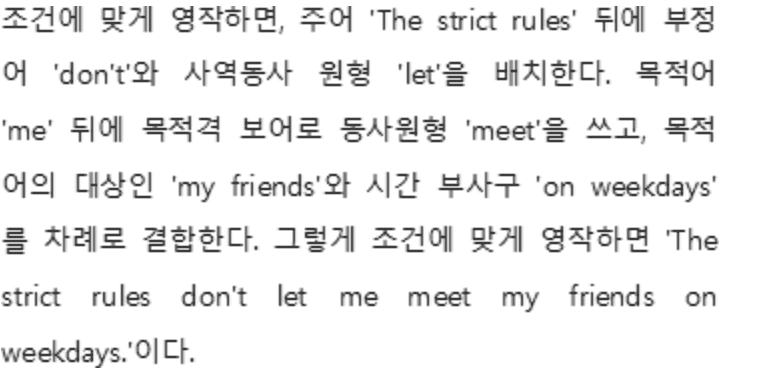 조건에 맞게 영작하면, 주어 'The strict rules' 뒤에 부정
어 'don't'와 사역동사 원형 'let'을 배치한다. 목적어
'me' 뒤에 목적격 보어로 동사원형 'meet'을 쓰고, 목적
어의 대상인 'my friends'와 시간 부사구 'on weekdays'
를 차례로 결합한다. 그렇게 조건에 맞게 영작하면 'The
strict rules don't let me meet my friends on
weekdays.'이다.